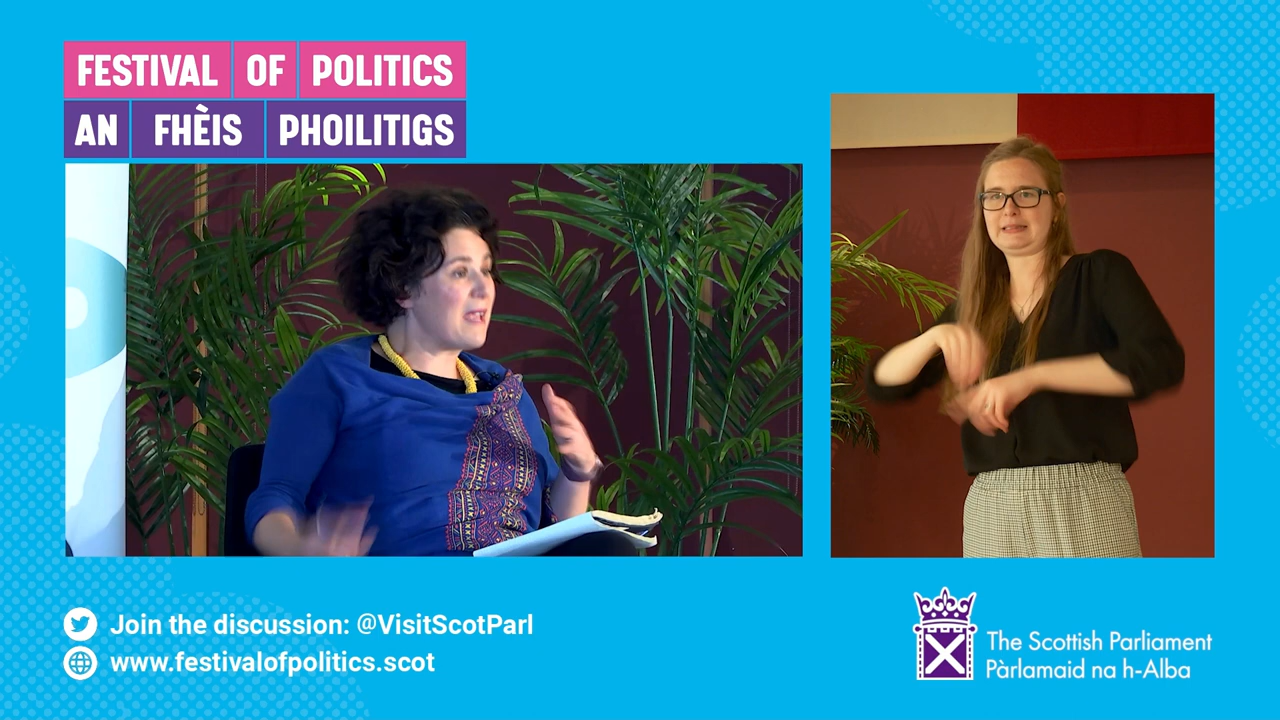 FESTIVAL OF POLITICS
AN FHÈIS PHOILITIGS
Join the discussion: @VisitScotParl
www.festivalofpolitics.scot
The Scottish Parliament
Pàrlamaid na h-Alba